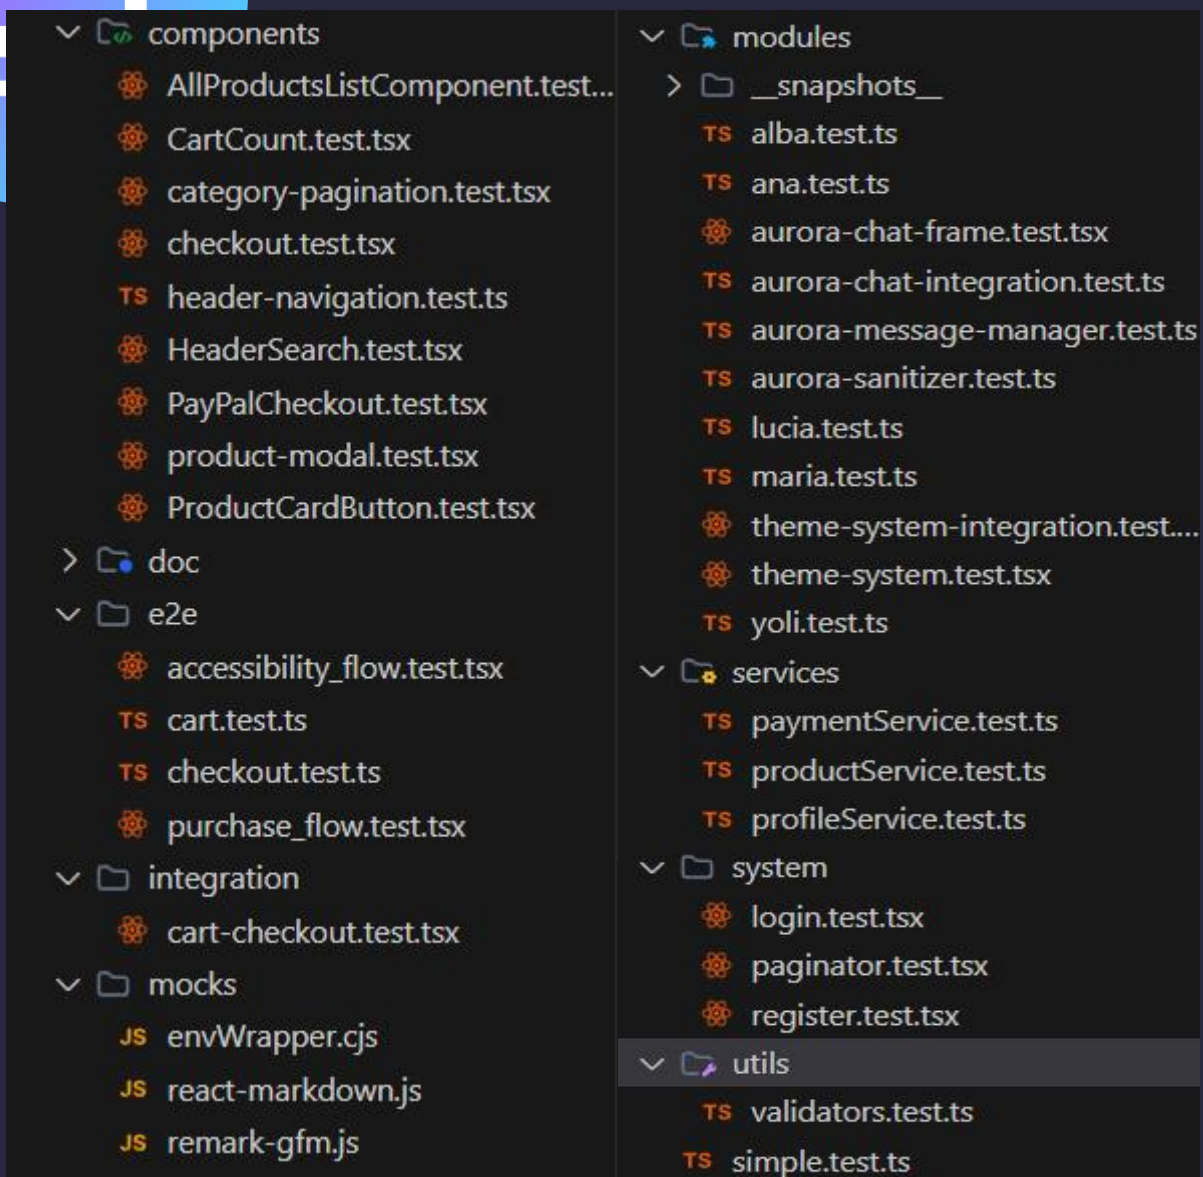 components
AllProductsListComponent.test...
CartCount.test.tsx
category-pagination.test.tsx
checkout.test.tsx
TS header-navigation.test.ts
HeaderSearch.test.tsx
PayPalCheckout.test.tsx
product-modal.test.tsx
ProductCardButton.test.tsx
doc
e2e
accessibility_flow.test.tsx
TS cart.test.ts
TS checkout.test.ts
purchase_flow.test.tsx
integration
cart-checkout.test.tsx
mocks
JS envWrapper.cjs
JS react-markdown.js
JS remark-gfm.js
modules
__snapshots__
TS alba.test.ts
TS ana.test.ts
aurora-chat-frame.test.tsx
TS aurora-chat-integration.test.ts
TS aurora-message-manager.test.ts
TS aurora-sanitizer.test.ts
TS lucia.test.ts
TS maria.test.ts
theme-system-integration.test....
theme-system.test.tsx
TS yoli.test.ts
services
TS paymentService.test.ts
TS productService.test.ts
TS profileService.test.ts
system
login.test.tsx
paginator.test.tsx
register.test.tsx
utils
TS validators.test.ts
TS simple.test.ts